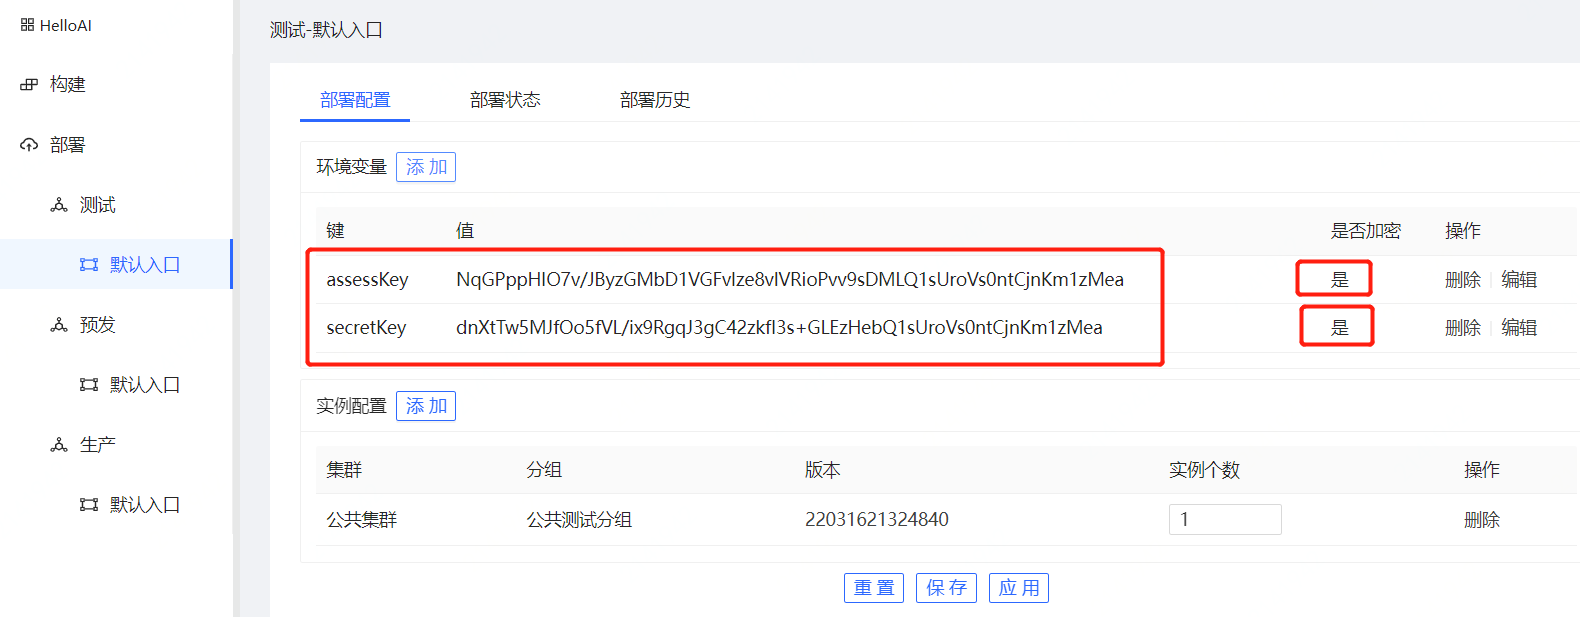 HelloAI
构建
部署
测试
默认入口
预发
默认入口
生产
默认入口
测试-默认入口
部署配置 部署状态 部署历史
环境变量 添加
键 值 是否加密 操作
assessKey NqGPppHIO7v/JByzGMbD1VGFvIze8vIVRioPvv9sDMLQ1sUroVs0ntCjnKm1zMea 是 删除 编辑
secretKey dnXtTw5MJfOo5fVL/ix9RgqJ3gC42zkfI3s+GLEzHebQ1sUroVs0ntCjnKm1zMea 是 删除 编辑
实例配置 添加
集群 分组 版本 实例个数 操作
公共集群 公共测试分组 22031621324840 1 删除
重置 保存 应用